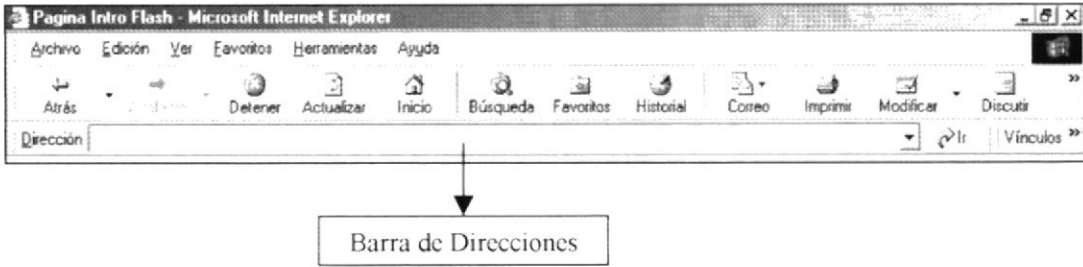 Pagina Intro Flash - Microsoft Internet Explorer
Archivo Edición Ver Favoritos Herramientas Ayuda
Atrás Detener Actualizar Inicio Búsqueda Favoritos Historial Correo Imprimir Modificar Discutir »
Dirección Ir Vínculos »
Barra de Direcciones